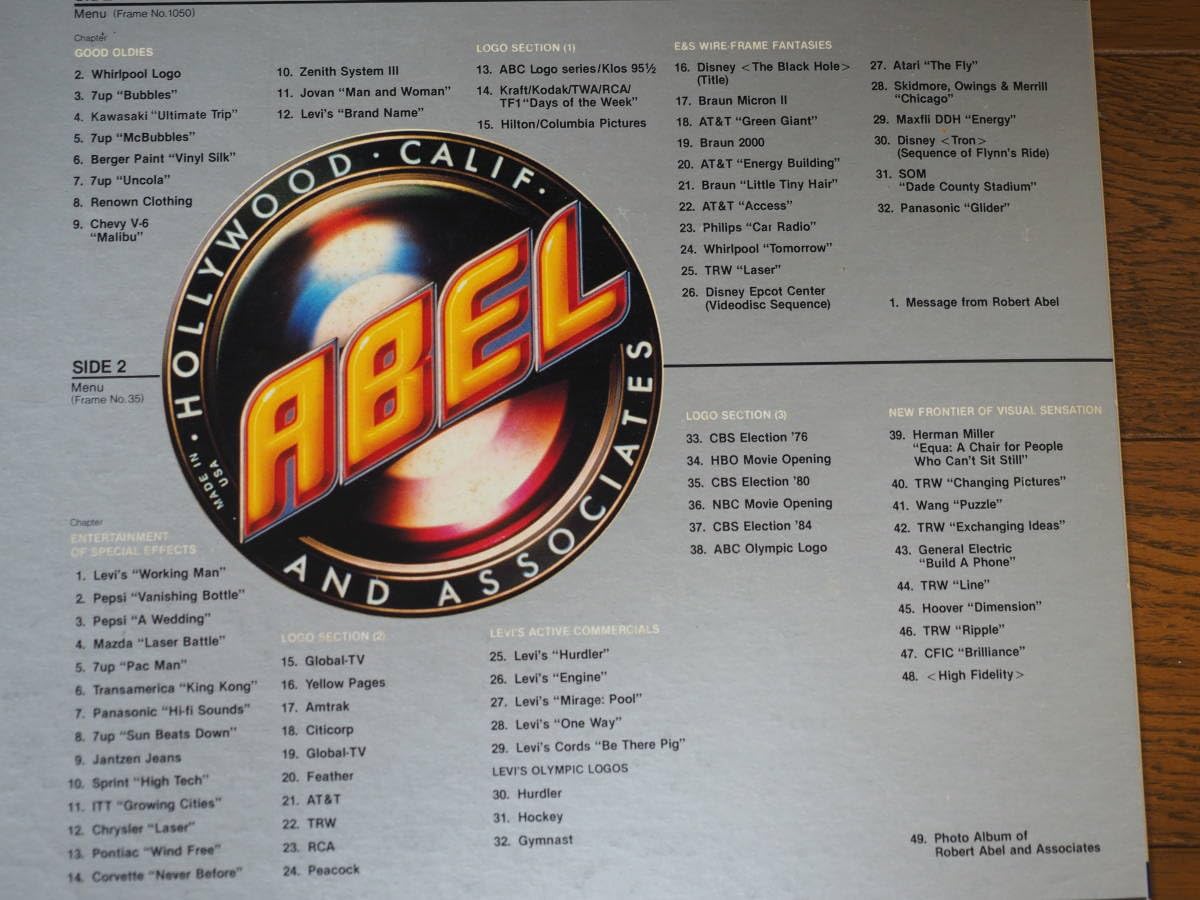 Menu (Frame No.1050)
Chapter
GOOD OLDIES
2. Whirlpool Logo
3. 7up “Bubbles”
4. Kawasaki “Ultimate Trip”
5. 7up “McBubbles”
6. Berger Paint “Vinyl Silk”
7. 7up “Uncola”
8. Renown Clothing
9. Chevy V-6
“Malibu”
10. Zenith System III
11. Jovan “Man and Woman”
12. Levi's “Brand Name”
LOGO SECTION (1)
13. ABC Logo series/Klos 95½
14. Kraft/Kodak/TWA/RCA/
TF1 “Days of the Week”
15. Hilton/Columbia Pictures
E&S WIRE-FRAME FANTASIES
16. Disney <The Black Hole>
(Title)
17. Braun Micron II
18. AT&T “Green Giant”
19. Braun 2000
20. AT&T “Energy Building”
21. Braun “Little Tiny Hair”
22. AT&T “Access”
23. Philips “Car Radio”
24. Whirlpool “Tomorrow”
25. TRW “Laser”
26. Disney Epcot Center
(Videodisc Sequence)
27. Atari “The Fly”
28. Skidmore, Owings & Merrill
“Chicago”
29. Maxfli DDH “Energy”
30. Disney <Tron>
(Sequence of Flynn's Ride)
31. SOM
“Dade County Stadium”
32. Panasonic “Glider”
1. Message from Robert Abel
HOLLYWOOD · CALIF ·
ABEL
AND ASSOCIATES
MADE IN
USA
SIDE 2
Menu
(Frame No.35)
Chapter
ENTERTAINMENT
OF SPECIAL EFFECTS
1. Levi's “Working Man”
2. Pepsi “Vanishing Bottle”
3. Pepsi “A Wedding”
4. Mazda “Laser Battle”
5. 7up “Pac Man”
6. Transamerica “King Kong”
7. Panasonic “Hi-fi Sounds”
8. 7up “Sun Beats Down”
9. Jantzen Jeans
10. Sprint “High Tech”
11. ITT “Growing Cities”
12. Chrysler “Laser”
13. Pontiac “Wind Free”
14. Corvette “Never Before”
LOGO SECTION (2)
15. Global-TV
16. Yellow Pages
17. Amtrak
18. Citicorp
19. Global-TV
20. Feather
21. AT&T
22. TRW
23. RCA
24. Peacock
LEVI'S ACTIVE COMMERCIALS
25. Levi's “Hurdler”
26. Levi's “Engine”
27. Levi's “Mirage: Pool”
28. Levi's “One Way”
29. Levi's Cords “Be There Pig”
LEVI'S OLYMPIC LOGOS
30. Hurdler
31. Hockey
32. Gymnast
LOGO SECTION (3)
33. CBS Election '76
34. HBO Movie Opening
35. CBS Election '80
36. NBC Movie Opening
37. CBS Election '84
38. ABC Olympic Logo
NEW FRONTIER OF VISUAL SENSATION
39. Herman Miller
“Equa: A Chair for People
Who Can't Sit Still”
40. TRW “Changing Pictures”
41. Wang “Puzzle”
42. TRW “Exchanging Ideas”
43. General Electric
“Build A Phone”
44. TRW “Line”
45. Hoover “Dimension”
46. TRW “Ripple”
47. CFIC “Brilliance”
48. <High Fidelity>
49. Photo Album of
Robert Abel and Associates